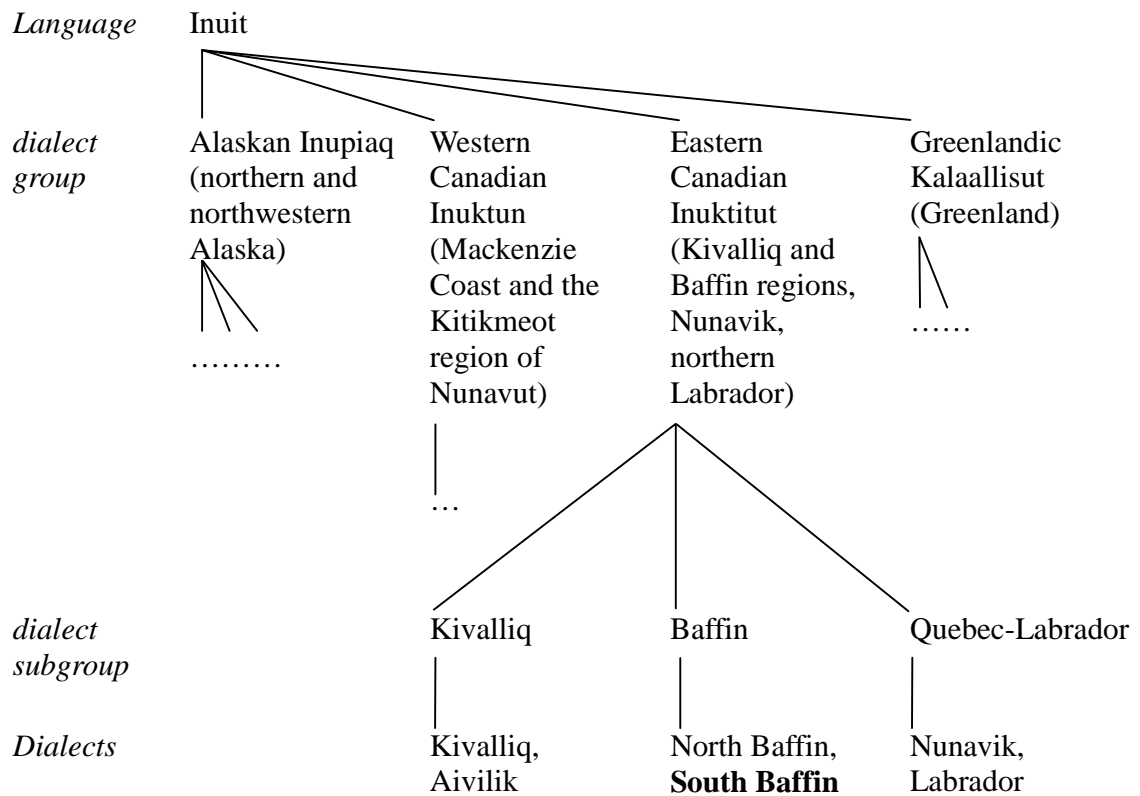 Language Inuit
dialect group
Alaskan Inupiaq
(northern and
northwestern
Alaska)
………
Western
Canadian
Inuktun
(Mackenzie
Coast and the
Kitikmeot
region of
Nunavut)
…
Eastern
Canadian
Inuktitut
(Kivalliq and
Baffin regions,
Nunavik,
northern
Labrador)
Greenlandic
Kalaallisut
(Greenland)
……
dialect
subgroup
Kivalliq
Baffin
Quebec-Labrador
Dialects
Kivalliq,
Aivilik
North Baffin,
South Baffin
Nunavik,
Labrador